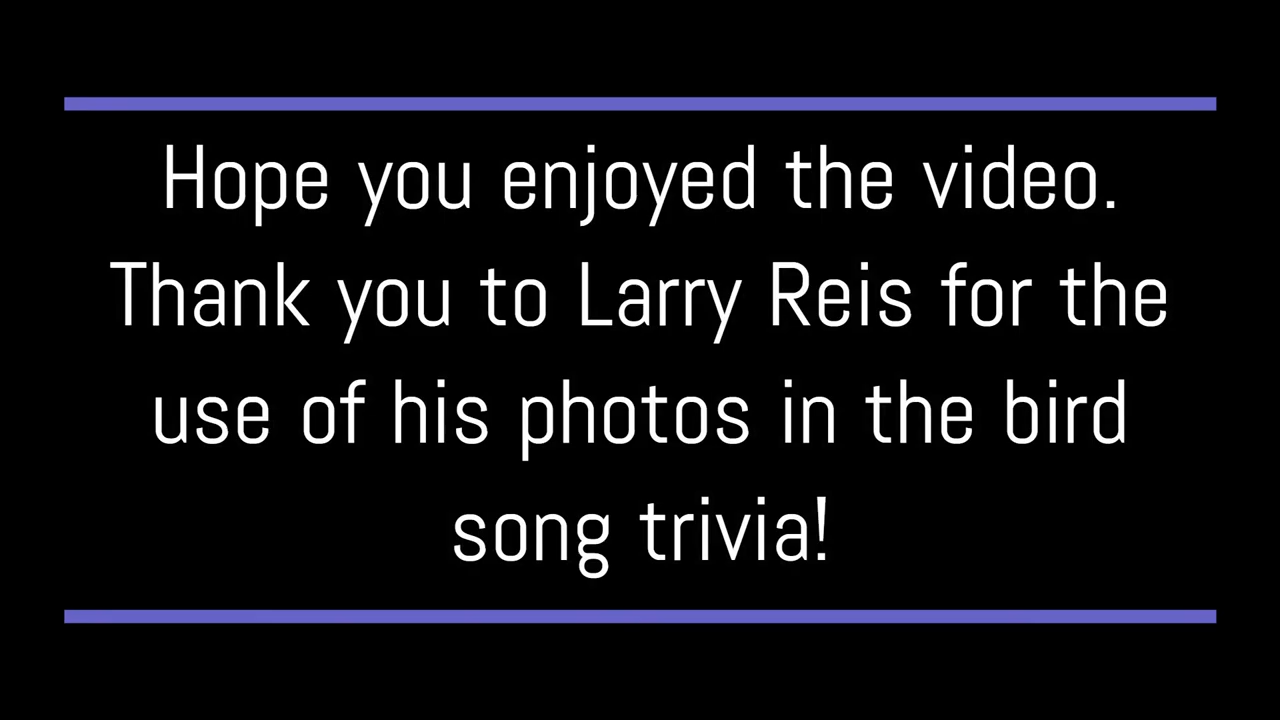 Hope you enjoyed the video.
Thank you to Larry Reis for the
use of his photos in the bird
song trivia!